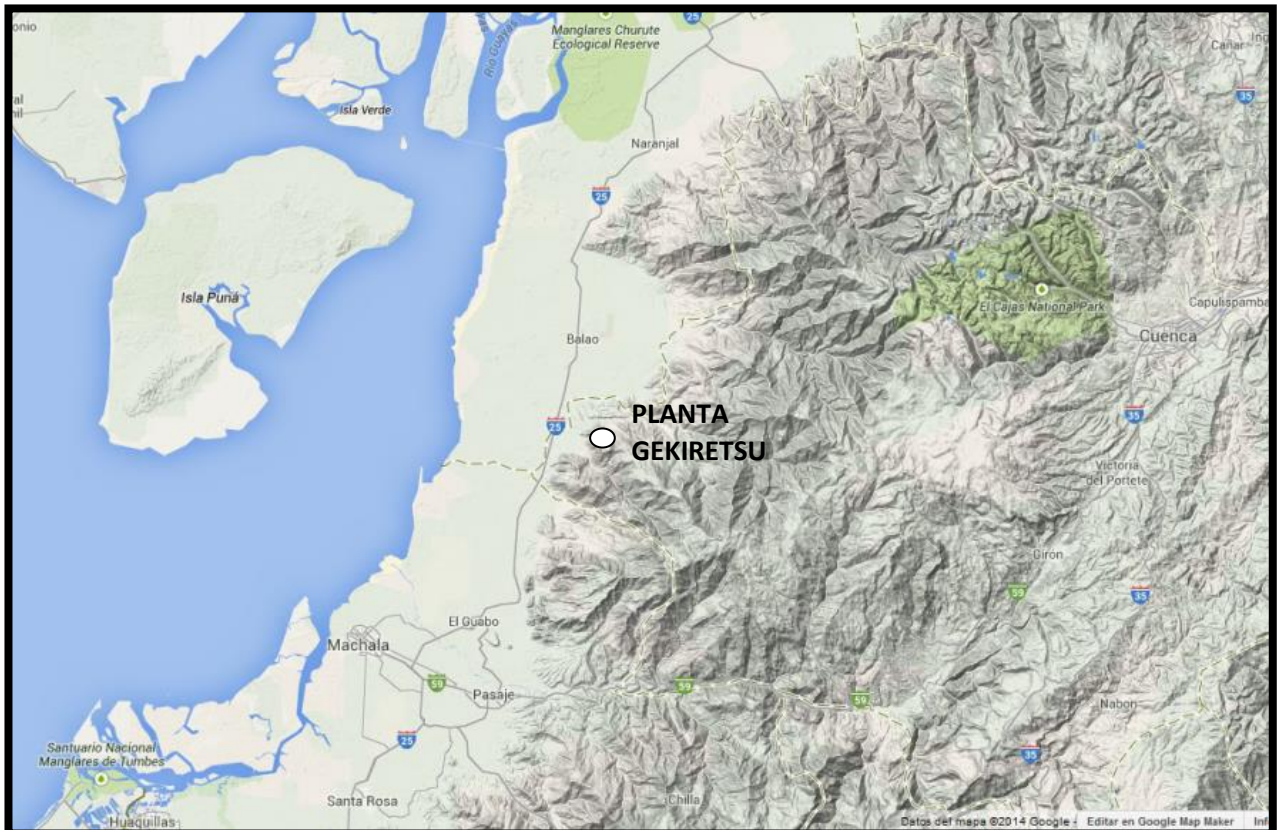 onio
25
Manglares Churute
Ecological Reserve
Rio Guayas
Cañar
35
Isla Verde
Naranjal
25
Isla Puná
El Cajas National Park
Capulispamba
Cuenca
Balao
25
PLANTA
GEKIRETSU
35
Victoria
del Portete
Giron
59
35
El Guabo
Machala
59
Pasaje
59
59
Nabon
25
35
Santuario Nacional
Manglares de Tumbes
Santa Rosa
Chilla
Huaquillas
Datos del mapa ©2014 Google - Editar en Google Map Maker